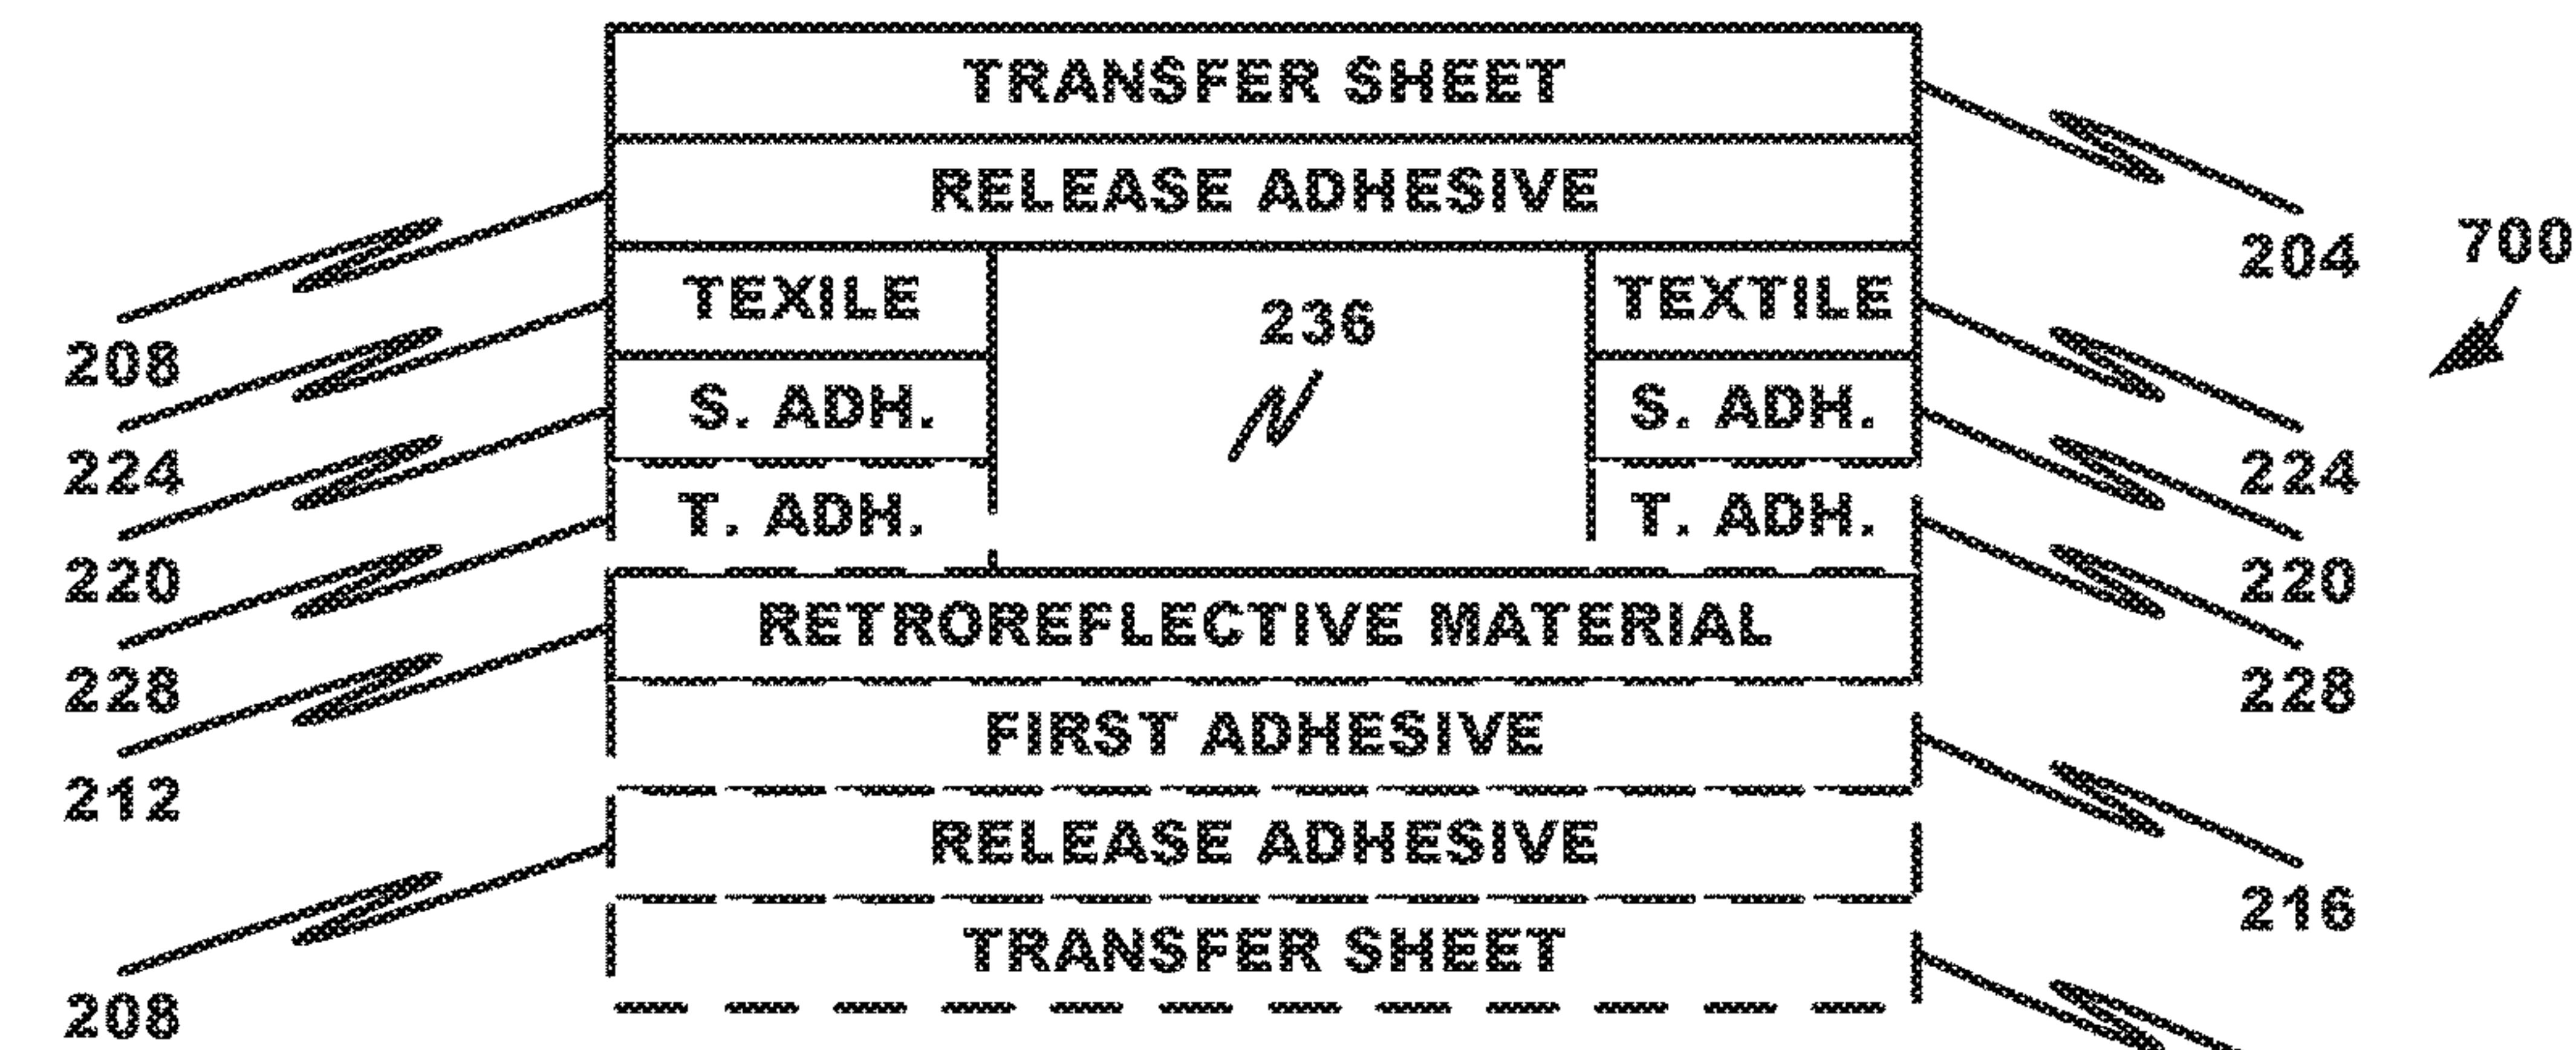 TRANSFER SHEET
RELEASE ADHESIVE
204
700
TEXILE
236
TEXTILE
208
S. ADH.
S. ADH.
224
224
T. ADH.
T. ADH.
220
220
RETROREFLECTIVE MATERIAL
228
228
FIRST ADHESIVE
212
RELEASE ADHESIVE
216
TRANSFER SHEET
208